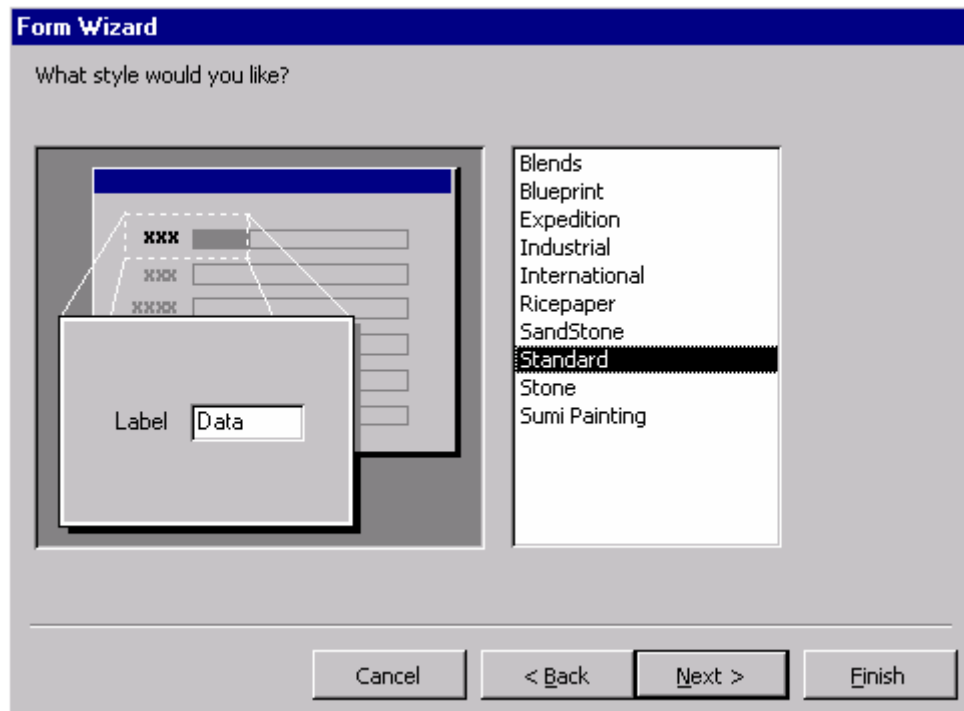 Form Wizard
What style would you like?
xxx
xxx
xxxx
Label Data
Blends
Blueprint
Expedition
Industrial
International
Ricepaper
SandStone
Standard
Stone
Sumi Painting
Cancel < Back Next > Finish